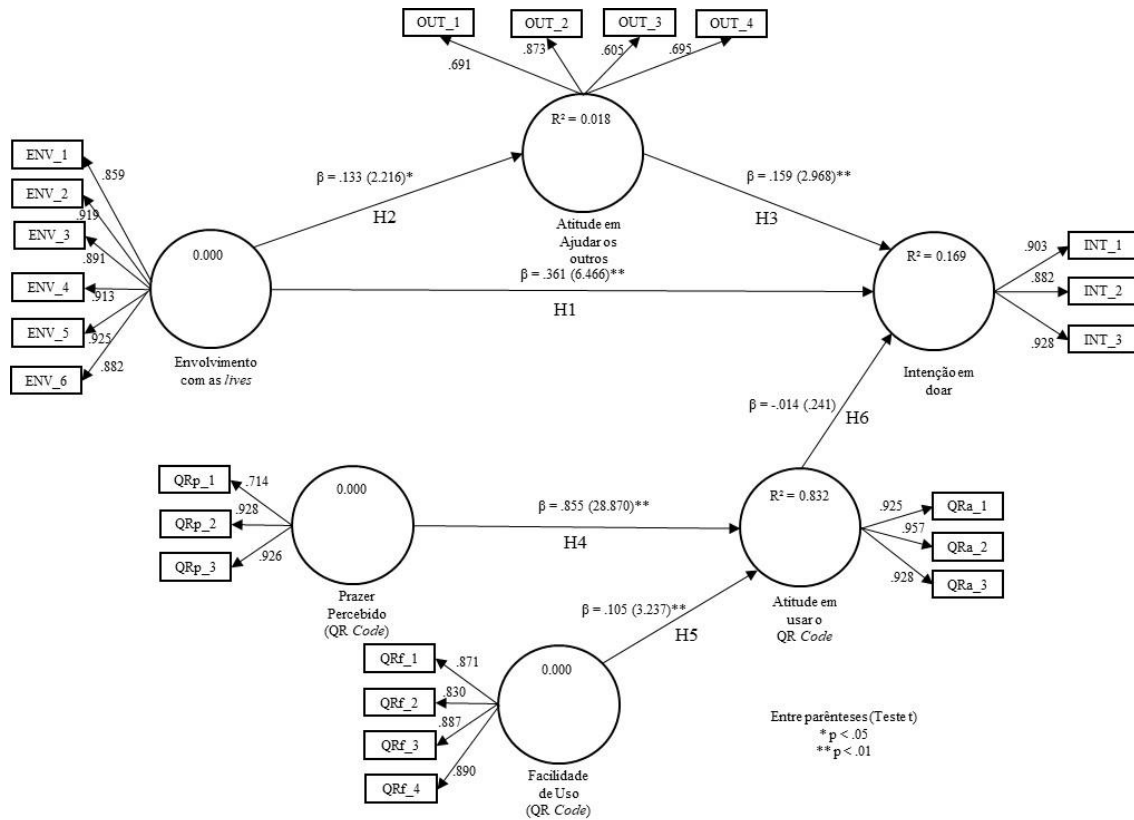 OUT_1
OUT_2
OUT_3
OUT_4
.691
.873
.605
.695
R² = 0.018
Atitude em
Ajudar os
outros
ENV_1
ENV_2
ENV_3
ENV_4
ENV_5
ENV_6
.859
.919
.891
.913
.925
.882
0.000
Envolvimento
com as lives
β = .133 (2.216)*
H2
β = .159 (2.968)**
H3
β = .361 (6.466)**
H1
R² = 0.169
Intenção em
doar
.903
.882
.928
INT_1
INT_2
INT_3
β = -.014 (.241)
H6
QRp_1
QRp_2
QRp_3
.714
.928
.926
0.000
Prazer
Percebido
(QR Code)
β = .855 (28.870)**
H4
R² = 0.832
Atitude em
usar o
QR Code
.925
.957
.928
QRa_1
QRa_2
QRa_3
β = .105 (3.237)**
H5
QRf_1
QRf_2
QRf_3
QRf_4
.871
.830
.887
.890
0.000
Facilidade
de Uso
(QR Code)
Entre parênteses (Teste t)
* p < .05
** p < .01